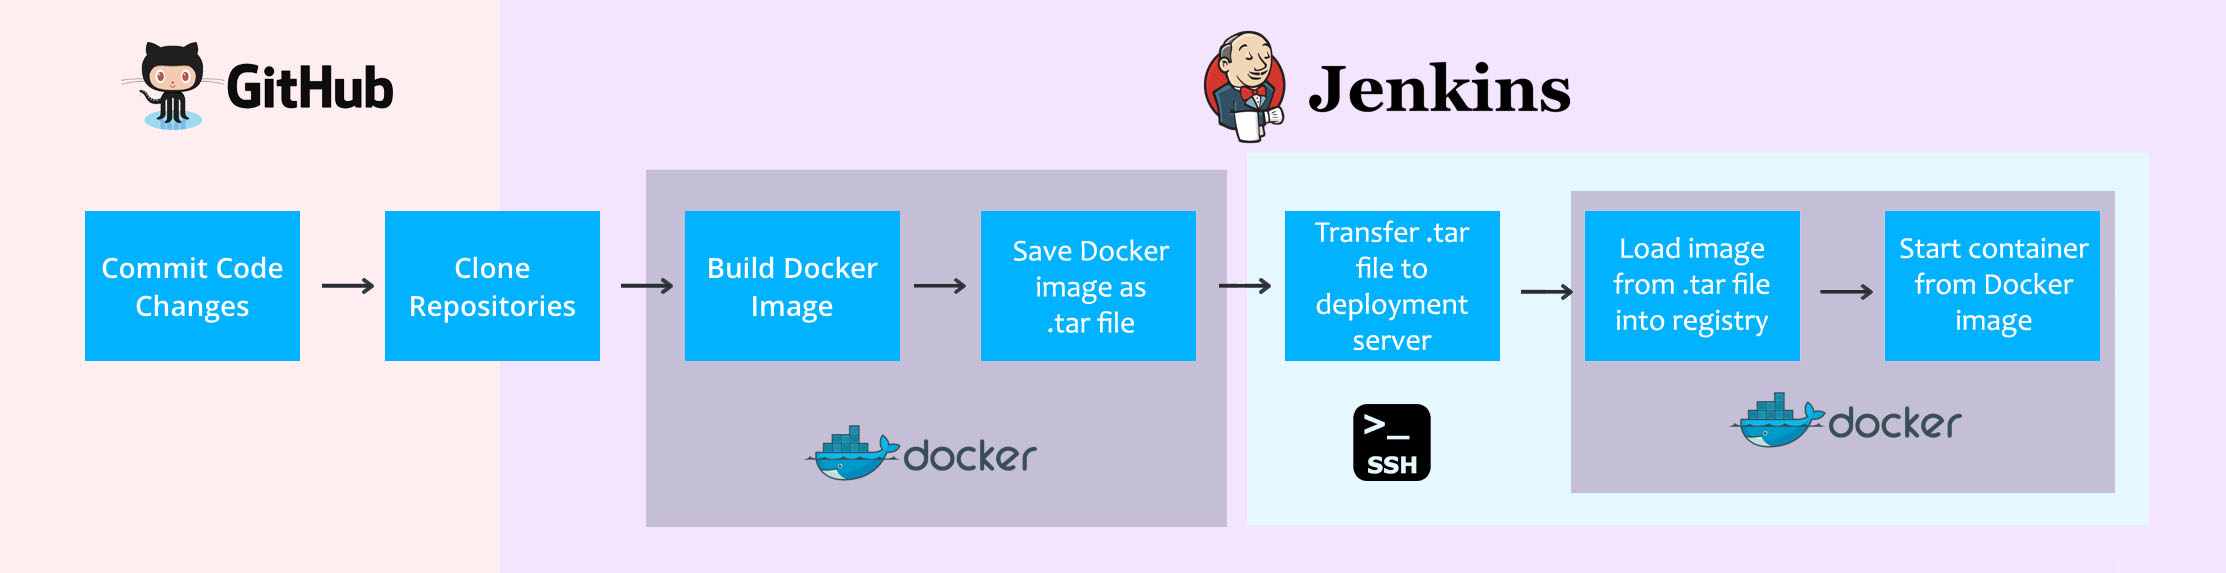 GitHub
Jenkins
Commit Code
Changes
Clone
Repositories
Build Docker
Image
Save Docker
image as
.tar file
Transfer .tar
file to
deployment
server
Load image
from .tar file
into registry
Start container
from Docker
image
docker
>_
SSH
docker